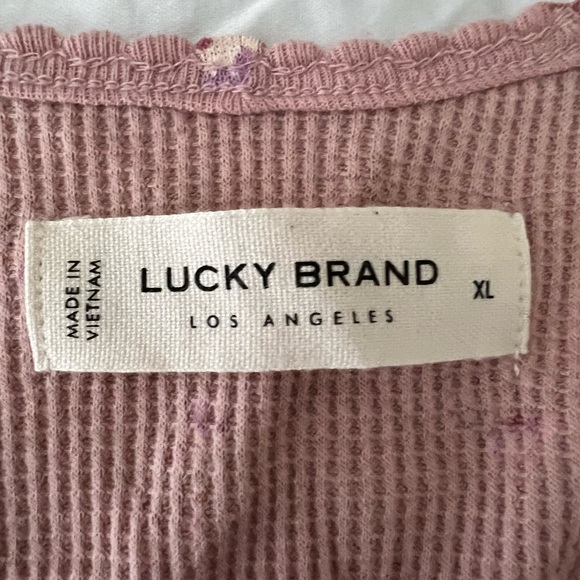 MADE IN
VIETNAM
LUCKY BRAND
LOS ANGELES
XL